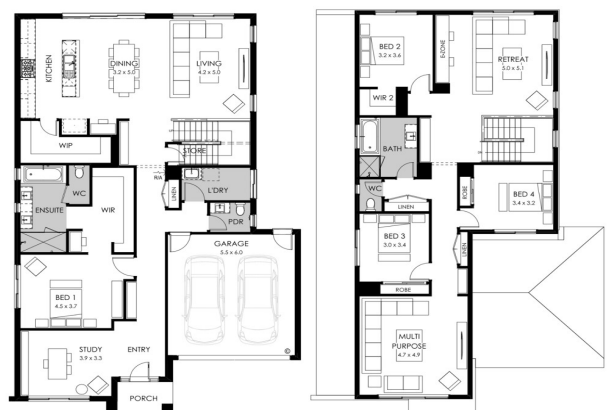 KITCHEN
DINING
3.2 x 5.0
LIVING
4.2 x 5.0
WIP
STORE
WC
ENSUITE
WIR
R/A
LINEN
L'DRY
PDR
GARAGE
5.5 x 6.0
BED 1
4.5 x 3.7
STUDY
3.9 x 3.3
ENTRY
PORCH
©
BED 2
3.2 x 3.6
E-ZONE
RETREAT
5.0 x 5.1
WIR 2
BATH
WC
LINEN
ROBE
BED 4
3.4 x 3.2
BED 3
3.0 x 3.4
LINEN
ROBE
MULTI
PURPOSE
4.7 x 4.9